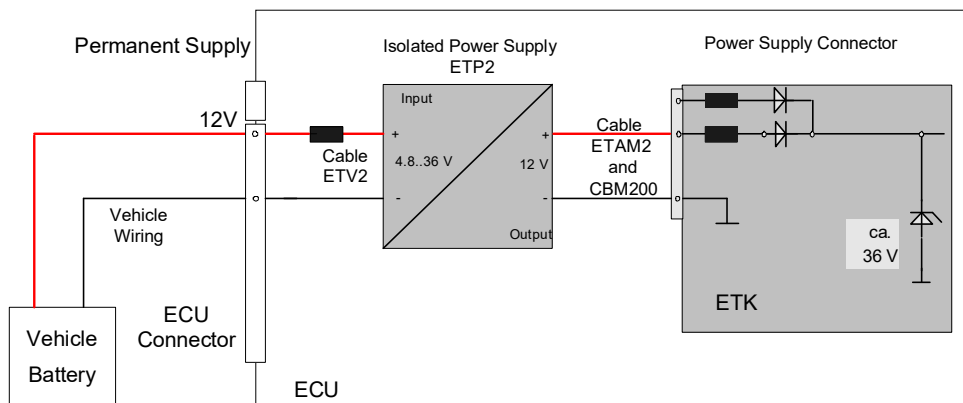 Permanent Supply
Isolated Power Supply
ETP2
Power Supply Connector
Input
12V
+
+
Cable
ETV2
4.8..36 V
12 V
Cable
ETAM2
and
CBM200
-
-
Vehicle
Wiring
Output
ca.
36 V
ETK
ECU
Connector
Vehicle
Battery
ECU